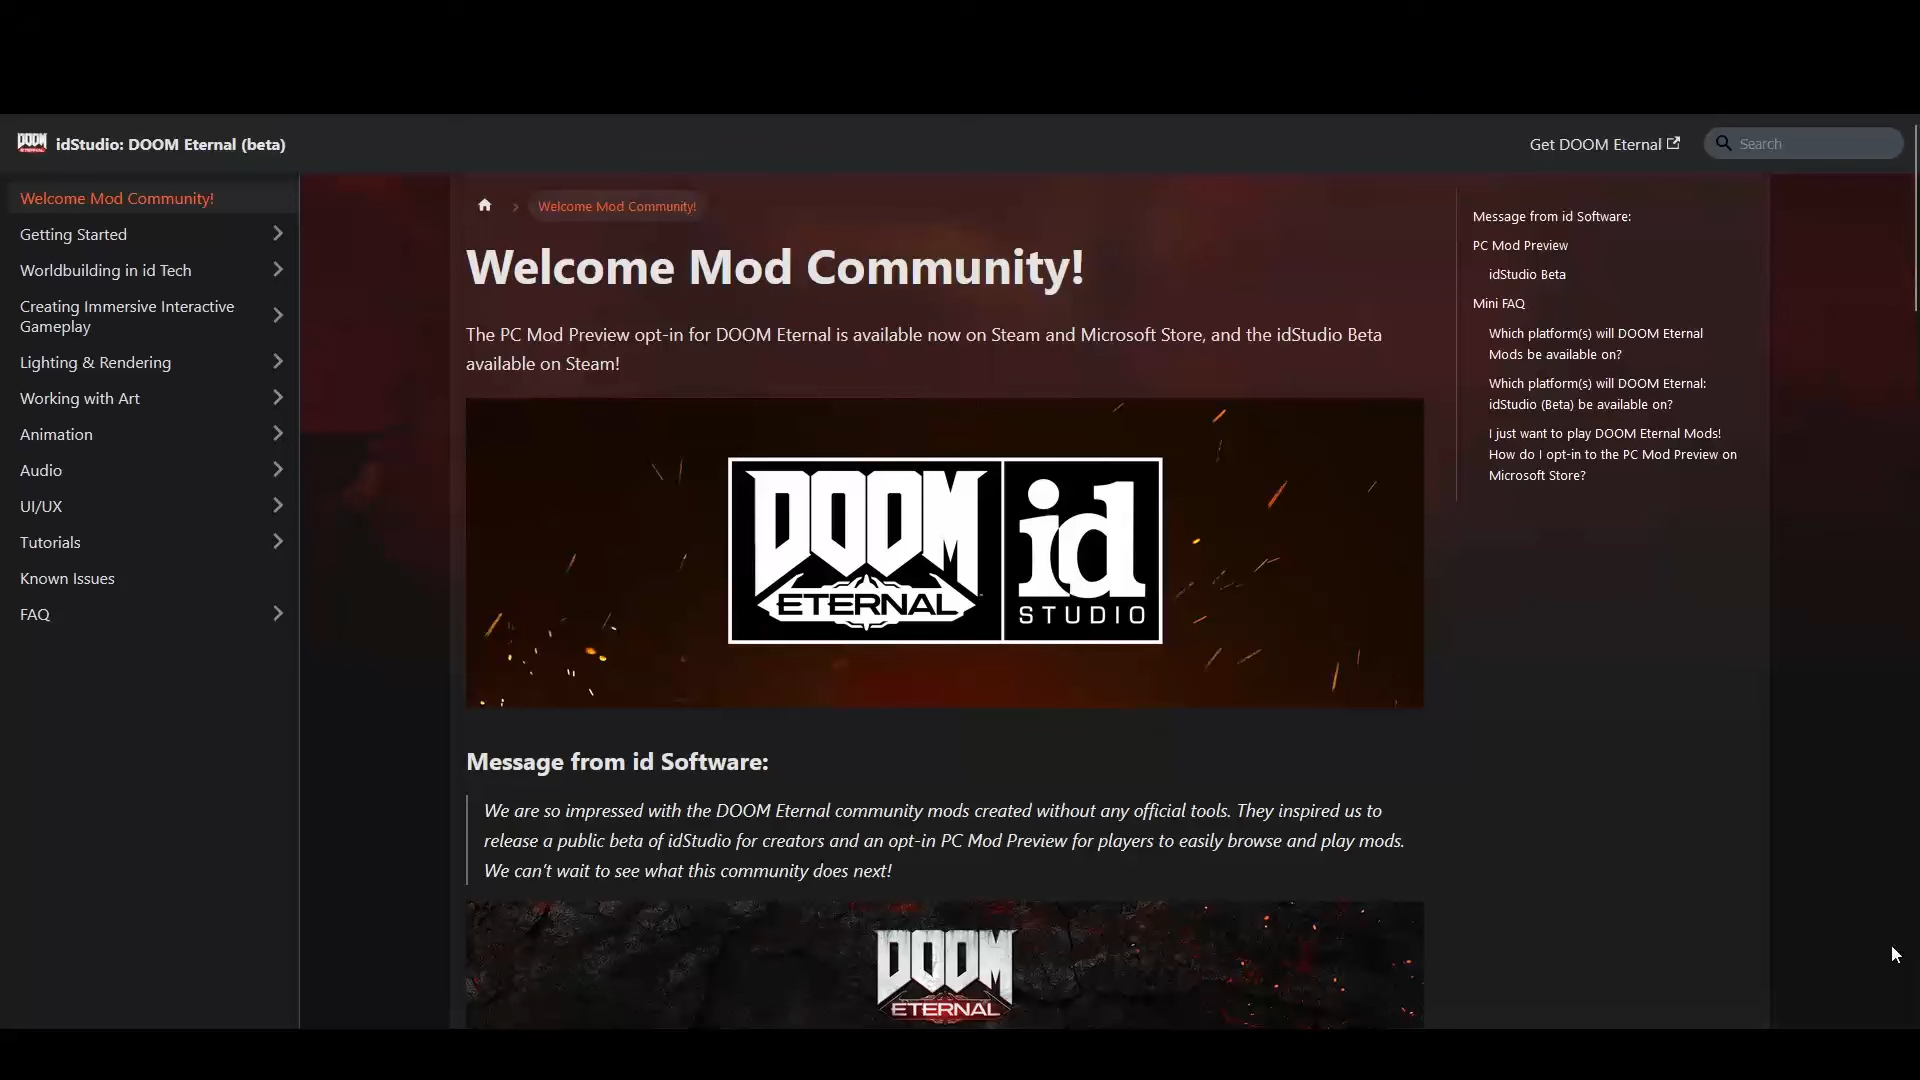 DOOM ETERNAL
idStudio: DOOM Eternal (beta)
Get DOOM Eternal
Search
Welcome Mod Community!
Getting Started
Worldbuilding in id Tech
Creating Immersive Interactive
Gameplay
Lighting & Rendering
Working with Art
Animation
Audio
UI/UX
Tutorials
Known Issues
FAQ
Welcome Mod Community!
Welcome Mod Community!
The PC Mod Preview opt-in for DOOM Eternal is available now on Steam and Microsoft Store, and the idStudio Beta
available on Steam!
DOOM
ETERNAL
id
STUDIO
Message from id Software:
We are so impressed with the DOOM Eternal community mods created without any official tools. They inspired us to
release a public beta of idStudio for creators and an opt-in PC Mod Preview for players to easily browse and play mods.
We can’t wait to see what this community does next!
DOOM
ETERNAL
Message from id Software:
PC Mod Preview
idStudio Beta
Mini FAQ
Which platform(s) will DOOM Eternal
Mods be available on?
Which platform(s) will DOOM Eternal:
idStudio (Beta) be available on?
I just want to play DOOM Eternal Mods!
How do I opt-in to the PC Mod Preview on
Microsoft Store?